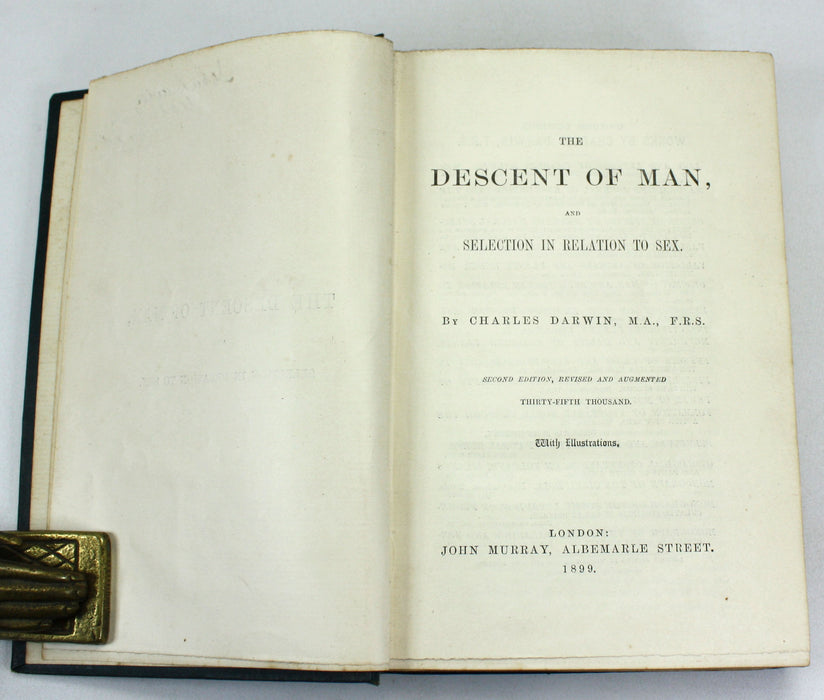 THE
DESCENT OF MAN,
AND
SELECTION IN RELATION TO SEX.
BY CHARLES DARWIN, M.A., F.R.S.
SECOND EDITION, REVISED AND AUGMENTED
THIRTY-FIFTH THOUSAND.
With Illustrations.
LONDON:
JOHN MURRAY, ALBEMARLE STREET.
1899.